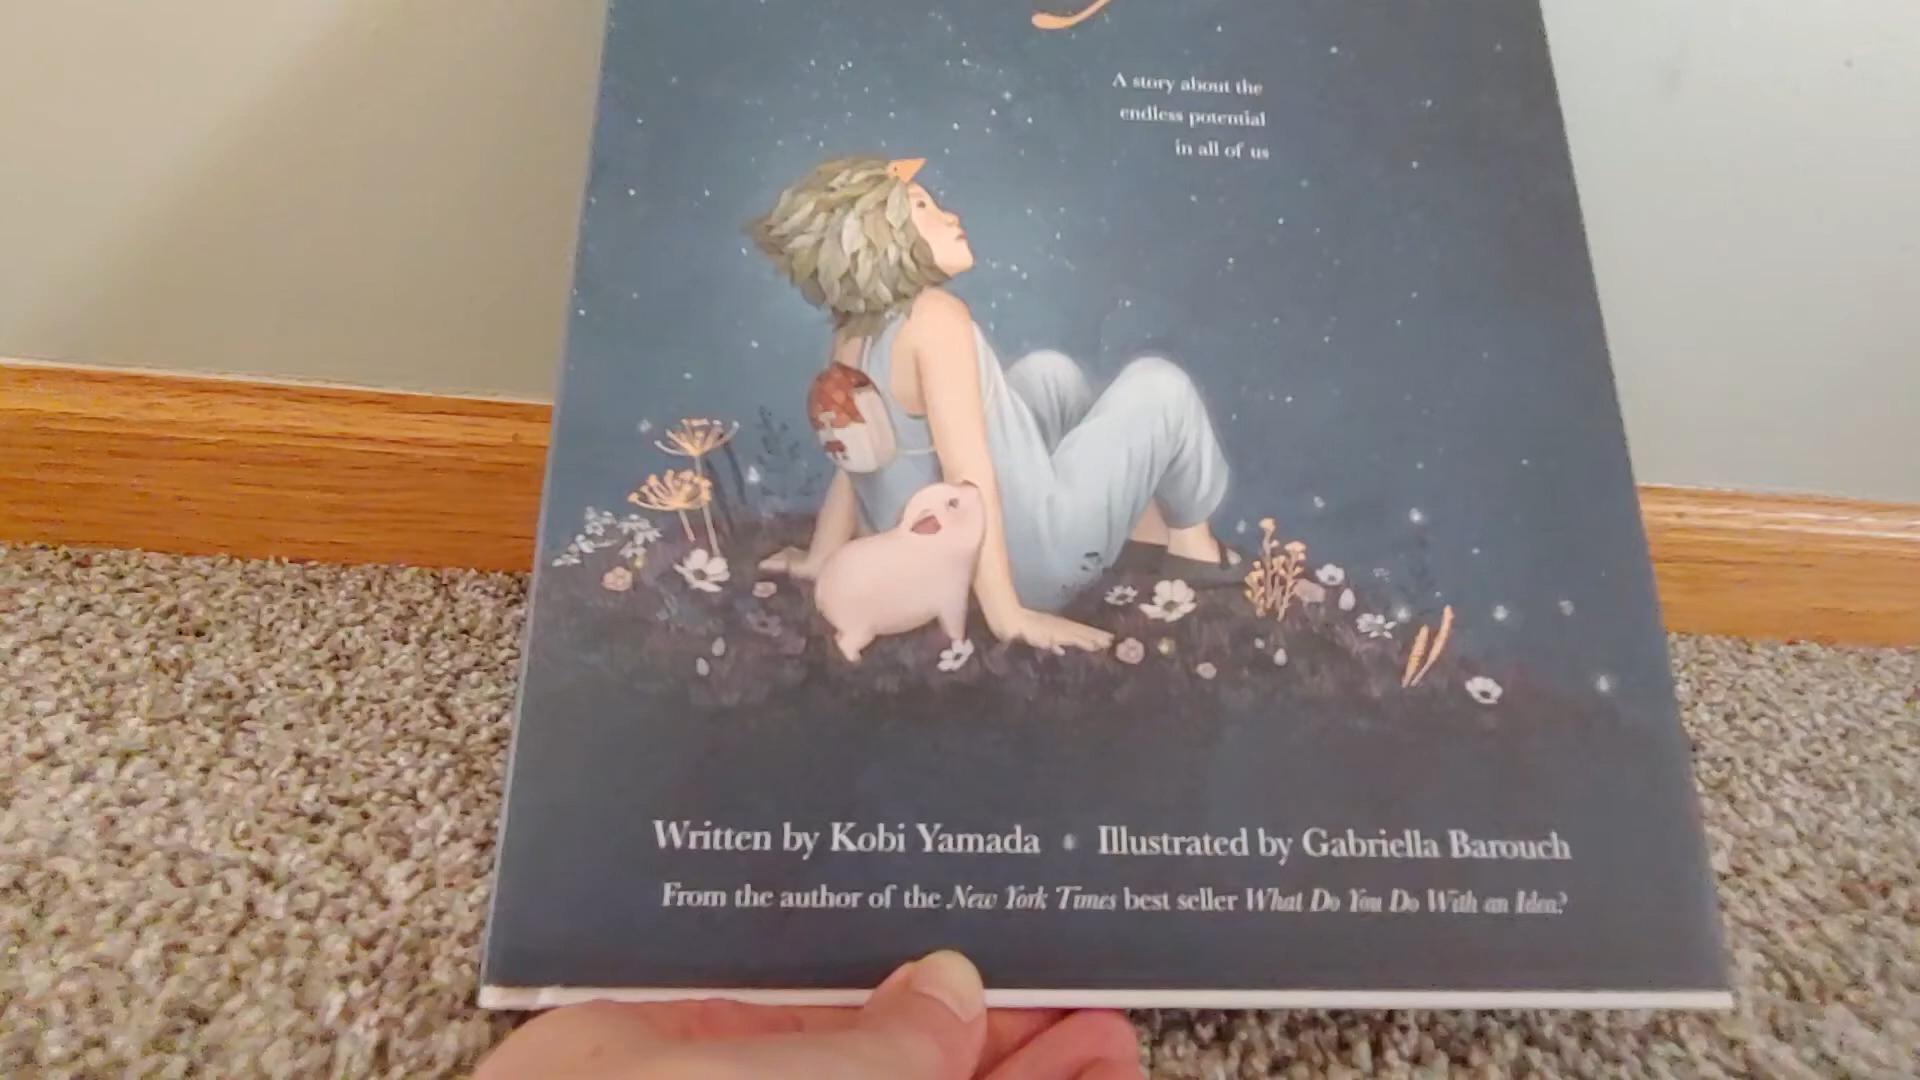 A story about the
endless potential
in all of us
Written by Kobi Yamada • Illustrated by Gabriella Barouch
From the author of the New York Times best seller What Do You Do With an Idea?